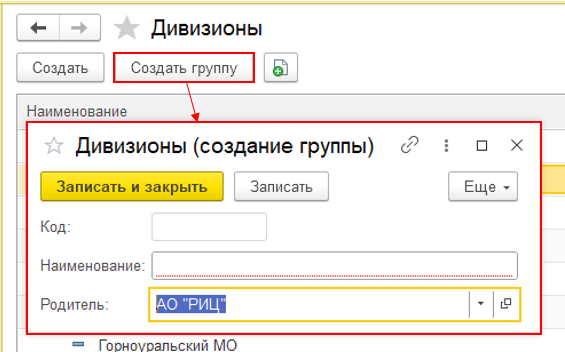 Дивизионы
Создать
Создать группу
Наименование
Дивизионы (создание группы)
Записать и закрыть
Записать
Еще
Код:
Наименование:
Родитель:
АО "РИЦ"
Горноуральский МО